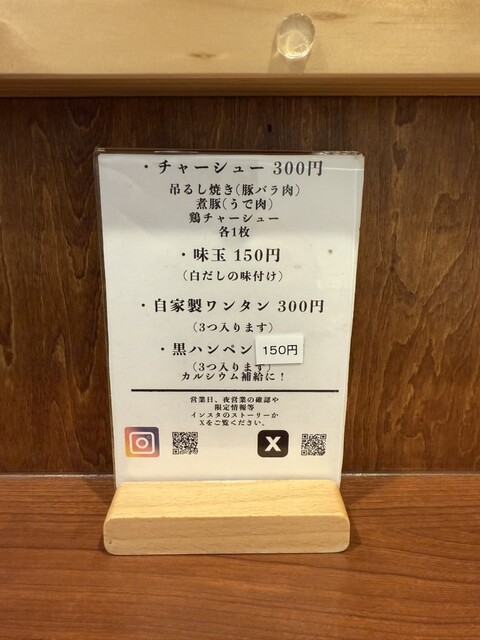 ・チャーシュー 300円
吊るし焼き(豚バラ肉)
煮豚(うで肉)
鶏チャーシュー
各1枚
・味玉 150円
(白だしの味付け)
・自家製ワンタン 300円
(3つ入ります)
・黒ハンペン 150円
(3つ入ります)
カルシウム補給に!
営業日、夜営業の確認や
限定情報等
インスタのストーリーか
Xをご覧ください。
X